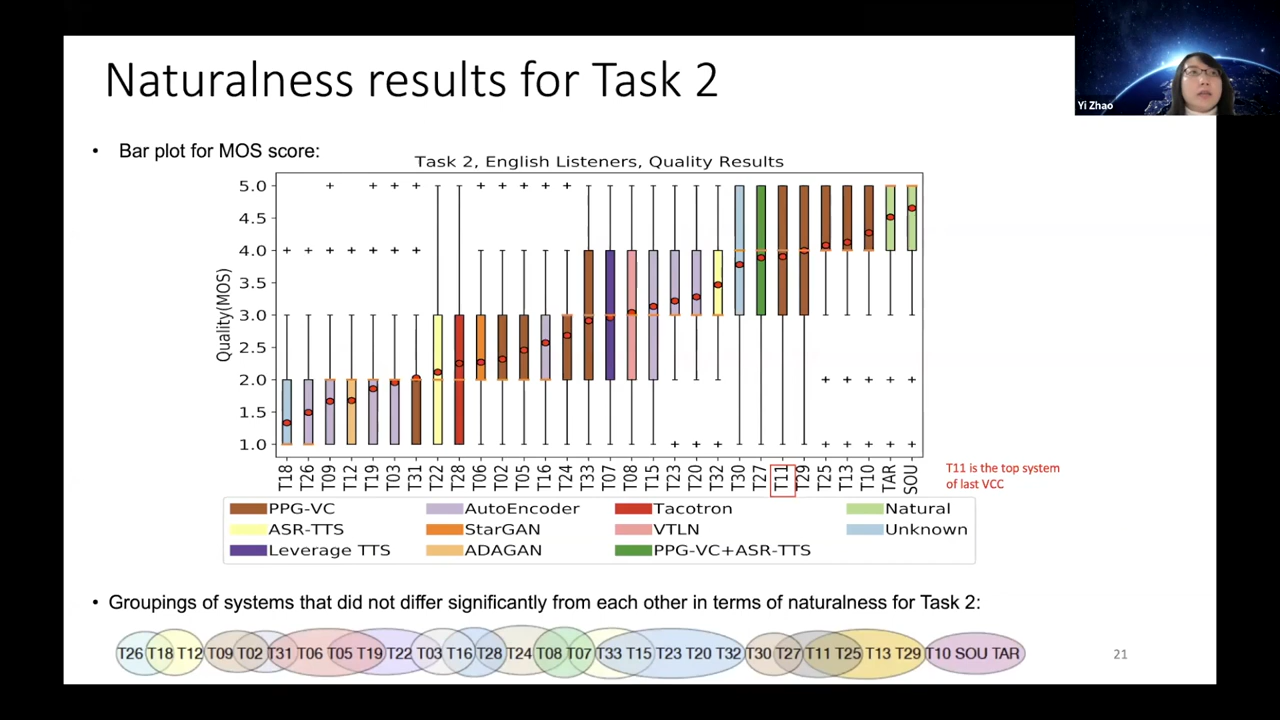 Naturalness results for Task 2
Yi Zhao
• Bar plot for MOS score:
Task 2, English Listeners, Quality Results
Quality(MOS)
5.0
4.5
4.0
3.5
3.0
2.5
2.0
1.5
1.0
T18 T26 T09 T12 T19 T03 T31 T22 T28 T06 T02 T05 T16 T24 T33 T07 T08 T15 T23 T20 T32 T30 T27 T11 T29 T25 T13 T10 TAR SOU
T11 is the top system
of last VCC
PPG-VC AutoEncoder Tacotron Natural
ASR-TTS StarGAN VTLN Unknown
Leverage TTS ADAGAN PPG-VC+ASR-TTS
• Groupings of systems that did not differ significantly from each other in terms of naturalness for Task 2:
T26 T18 T12 T09 T02 T31 T06 T05 T19 T22 T03 T16 T28 T24 T08 T07 T33 T15 T23 T20 T32 T30 T27 T11 T25 T13 T29 T10 SOU TAR
21